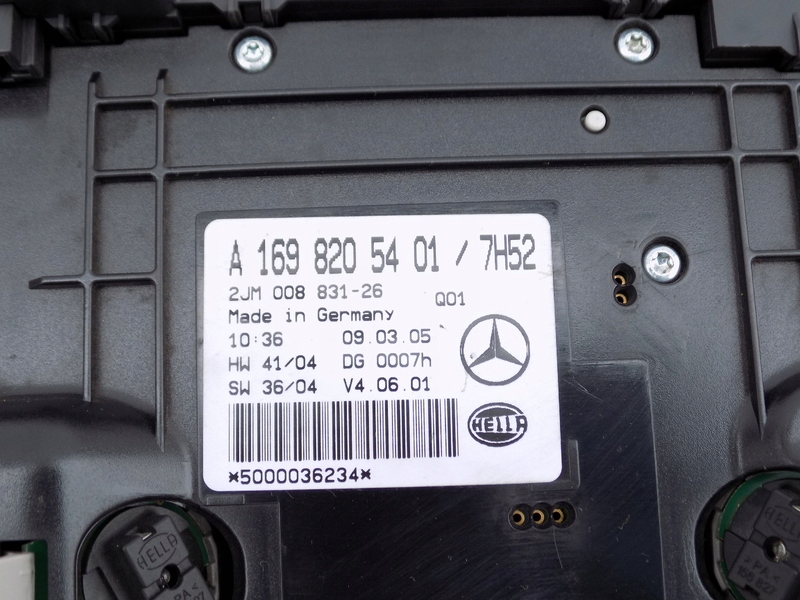 A 169 820 54 01 / 7H52
2JM 008 831-26 Q01
Made in Germany
10:36 09.03.05
HW 41/04 DG 0007h
SW 36/04 V4.06.01
HELLA
*5000036234*
HELLA